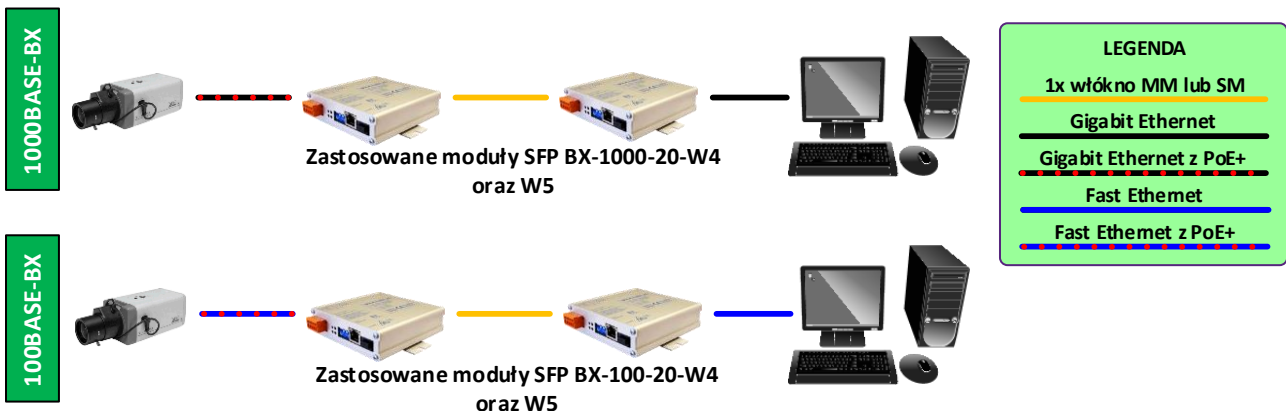 1000BASE-BX
Zastosowane moduły SFP BX-1000-20-W4
oraz W5
LEGENDA
1x włókno MM lub SM
Gigabit Ethernet
Gigabit Ethernet z PoE+
Fast Ethernet
Fast Ethernet z PoE+
100BASE-BX
Zastosowane moduły SFP BX-100-20-W4
oraz W5